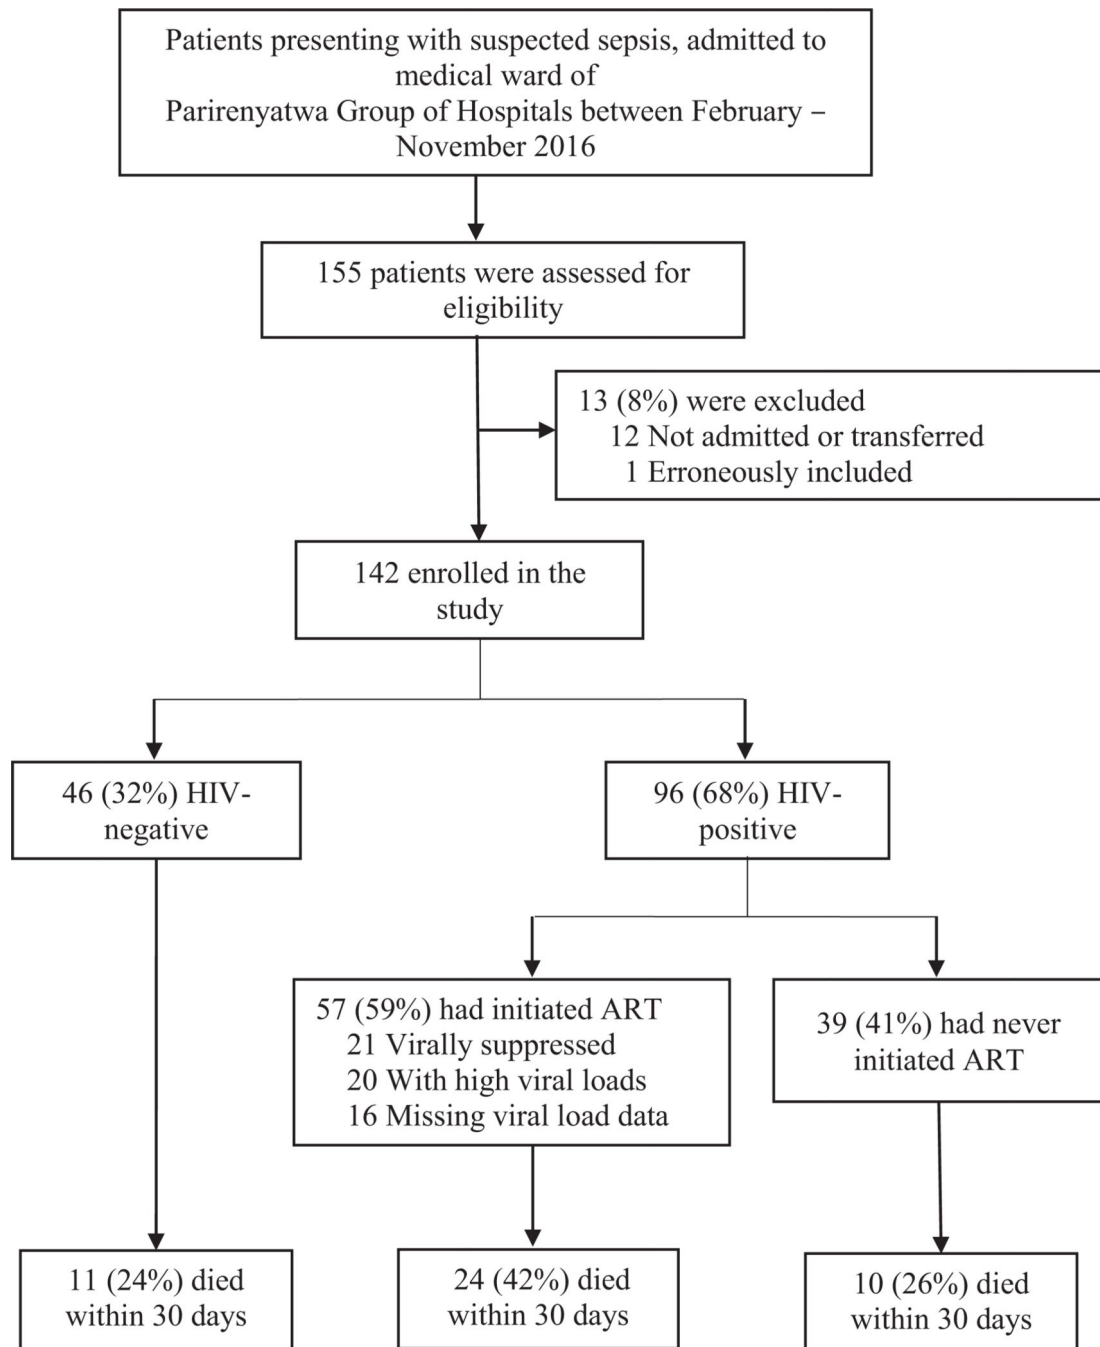 Patients presenting with suspected sepsis, admitted to
medical ward of
Parirenyatwa Group of Hospitals between February –
November 2016
155 patients were assessed for
eligibility
13 (8%) were excluded
12 Not admitted or transferred
1 Erroneously included
142 enrolled in the
study
46 (32%) HIV-
negative
96 (68%) HIV-
positive
57 (59%) had initiated ART
21 Virally suppressed
20 With high viral loads
16 Missing viral load data
39 (41%) had never
initiated ART
11 (24%) died
within 30 days
24 (42%) died
within 30 days
10 (26%) died
within 30 days